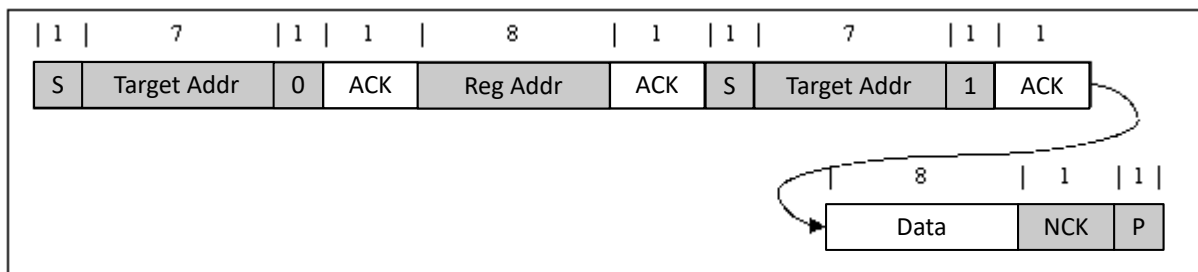 | 1 | 7 | 1 | 1 | 8 | 1 | 1 | 7 | 1 | 1
S Target Addr 0 ACK Reg Addr ACK S Target Addr 1 ACK
| 8 | 1 | 1 |
Data NCK P